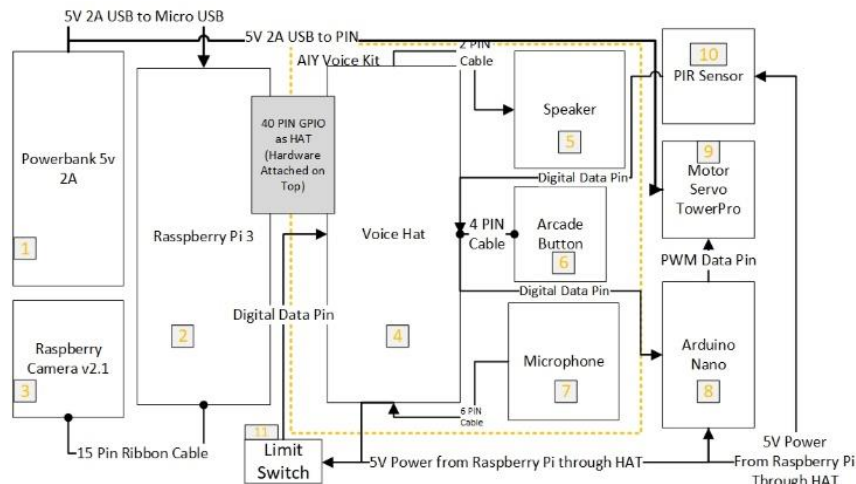 5V 2A USB to Micro USB
5V 2A USB to PIN
AIY Voice Kit
2 PIN
Cable
10
PIR Sensor
Speaker
5
40 PIN GPIO
as HAT
(Hardware
Attached on
Top)
Powerbank 5v
2A
1
Rasspberry Pi 3
2
Voice Hat
4
Digital Data Pin
9
Motor
Servo
TowerPro
4 PIN
Cable
Arcade
Button
6
PWM Data Pin
Digital Data Pin
Digital Data Pin
Raspberry
Camera v2.1
3
Microphone
7
Arduino
Nano
8
6 PIN
Cable
15 Pin Ribbon Cable
11
Limit
Switch
5V Power from Raspberry Pi through HAT
5V Power
From Raspberry Pi
Through HAT